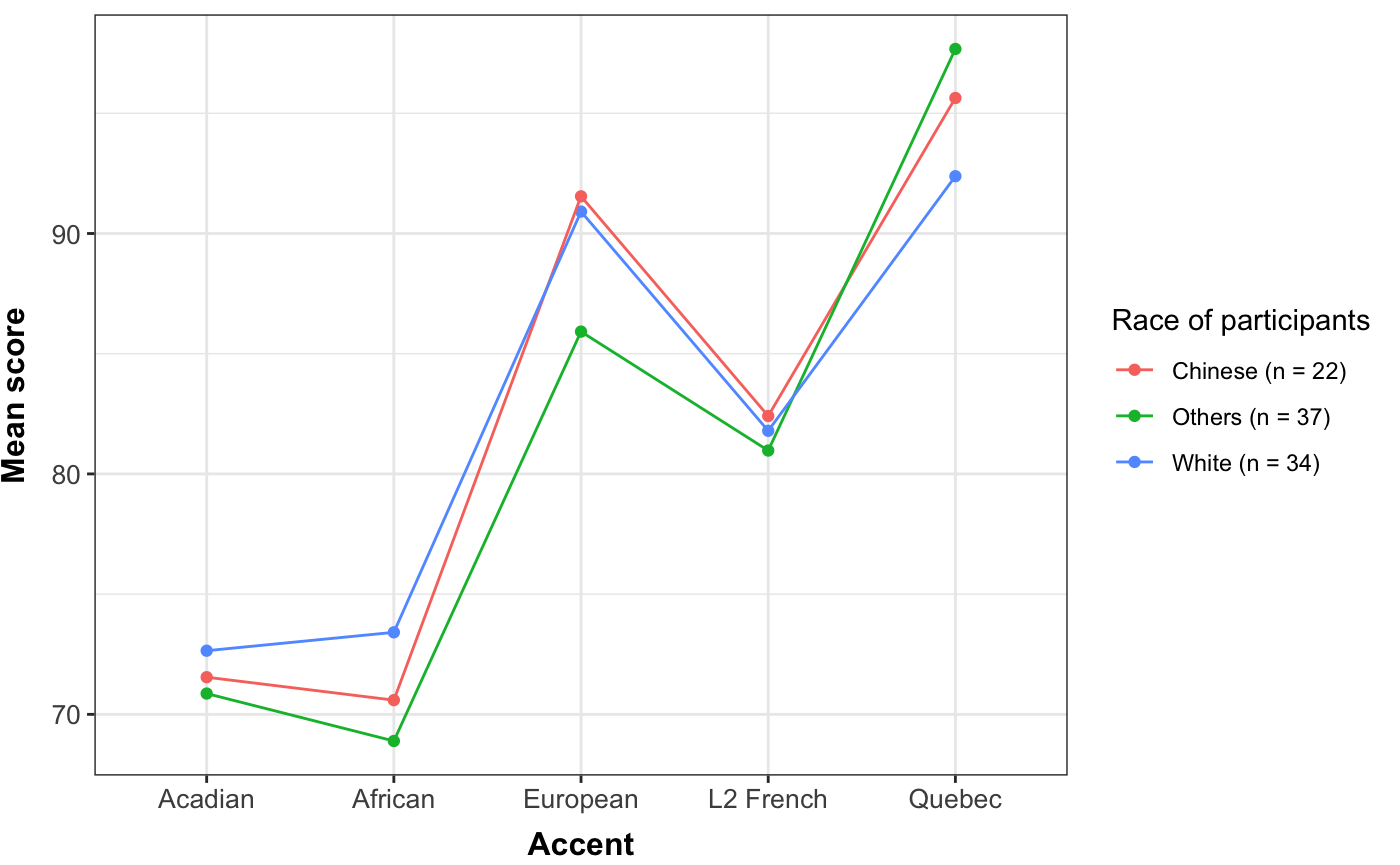 Mean score
90
80
70
Acadian African European L2 French Quebec
Accent
Race of participants
Chinese (n = 22)
Others (n = 37)
White (n = 34)